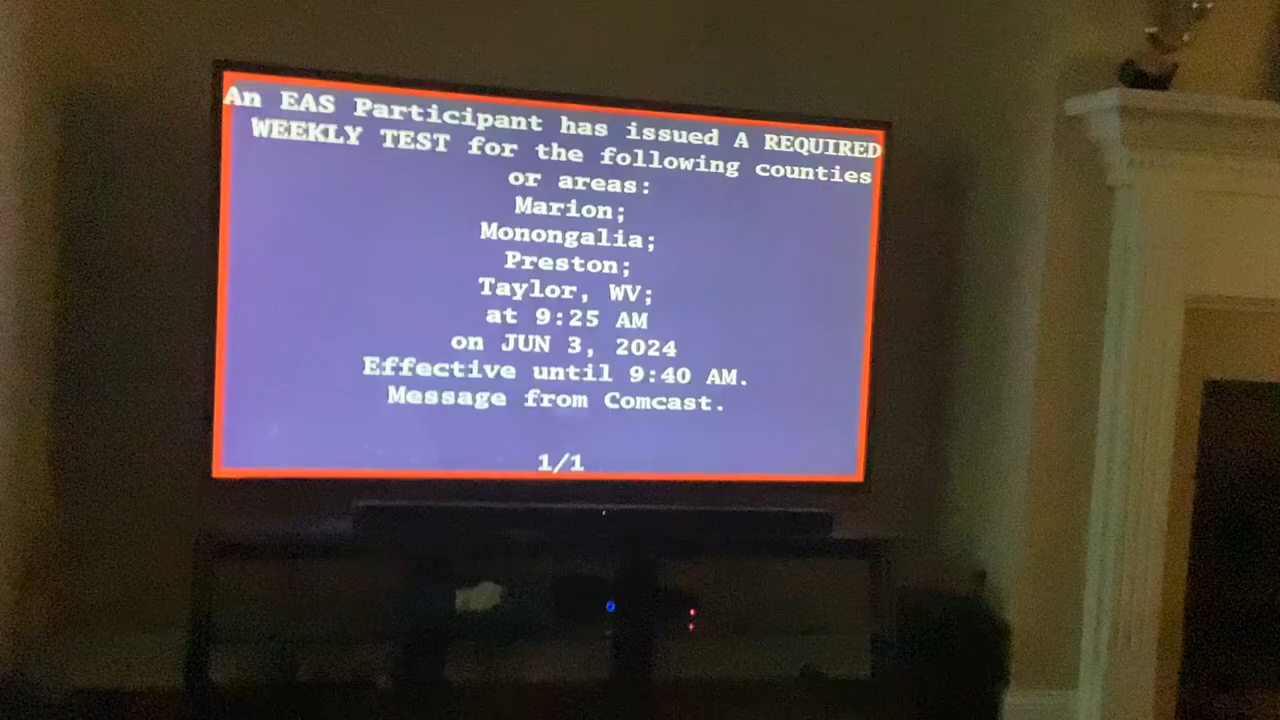 An EAS Participant has issued A REQUIRED
WEEKLY TEST for the following counties
or areas:
Marion;
Monongalia;
Preston;
Taylor, WV;
at 9:25 AM
on JUN 3, 2024
Effective until 9:40 AM.
Message from Comcast.
1/1